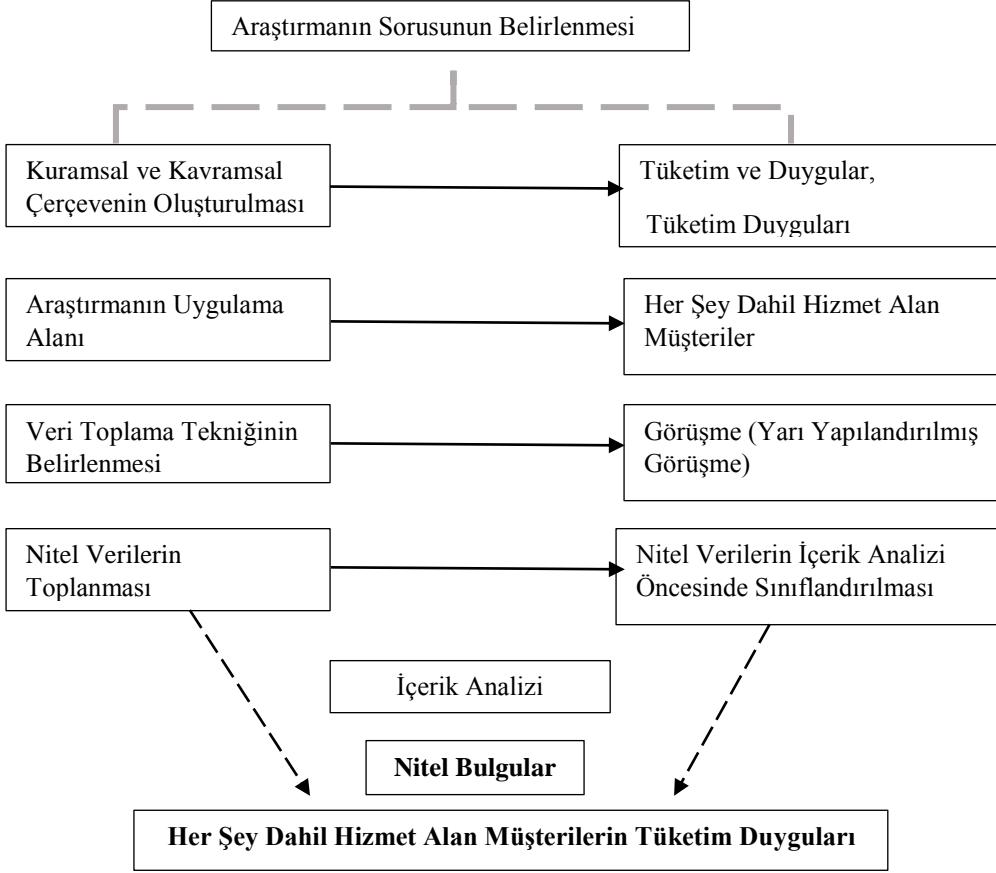 Araştırmanın Sorusunun Belirlenmesi
Kuramsal ve Kavramsal
Çerçevenin Oluşturulması
Tüketim ve Duygular,
Tüketim Duyguları
Araştırmanın Uygulama
Alanı
Her Şey Dahil Hizmet Alan
Müşteriler
Veri Toplama Tekniğinin
Belirlenmesi
Görüşme (Yarı Yapılandırılmış
Görüşme)
Nitel Verilerin
Toplanması
Nitel Verilerin İçerik Analizi
Öncesinde Sınıflandırılması
İçerik Analizi
Nitel Bulgular
Her Şey Dahil Hizmet Alan Müşterilerin Tüketim Duyguları